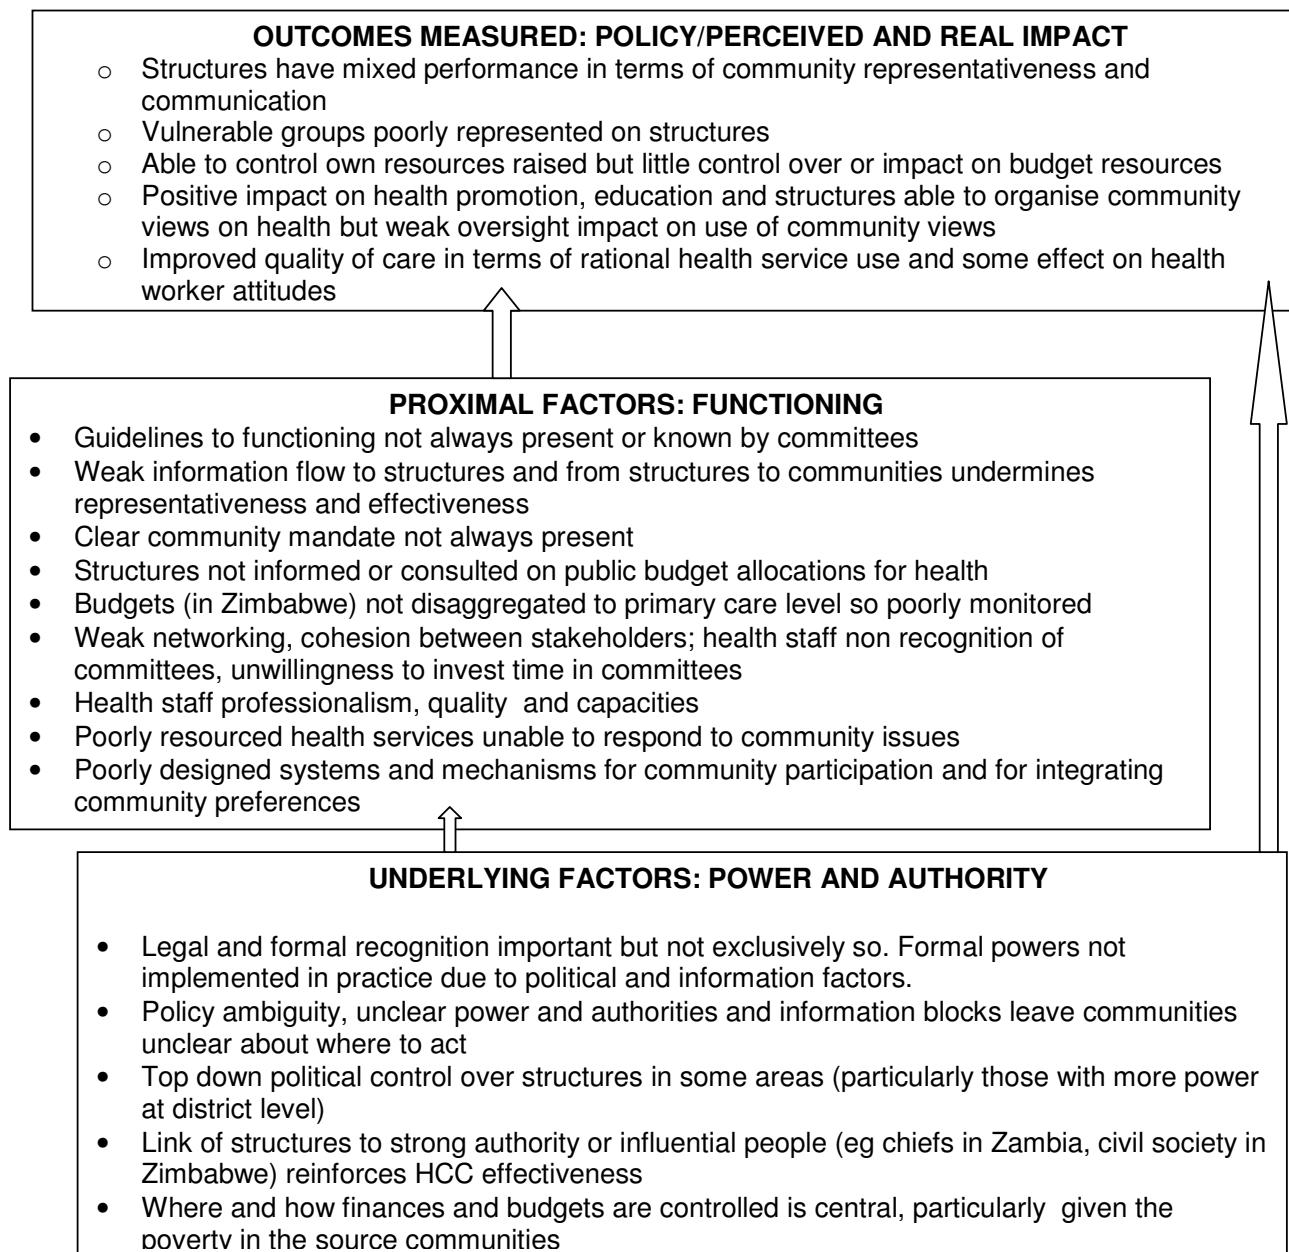 OUTCOMES MEASURED: POLICY/PERCEIVED AND REAL IMPACT
o Structures have mixed performance in terms of community representativeness and
communication
o Vulnerable groups poorly represented on structures
o Able to control own resources raised but little control over or impact on budget resources
o Positive impact on health promotion, education and structures able to organise community
views on health but weak oversight impact on use of community views
o Improved quality of care in terms of rational health service use and some effect on health
worker attitudes
PROXIMAL FACTORS: FUNCTIONING
• Guidelines to functioning not always present or known by committees
• Weak information flow to structures and from structures to communities undermines
representativeness and effectiveness
• Clear community mandate not always present
• Structures not informed or consulted on public budget allocations for health
• Budgets (in Zimbabwe) not disaggregated to primary care level so poorly monitored
• Weak networking, cohesion between stakeholders; health staff non recognition of
committees, unwillingness to invest time in committees
• Health staff professionalism, quality and capacities
• Poorly resourced health services unable to respond to community issues
• Poorly designed systems and mechanisms for community participation and for integrating
community preferences
UNDERLYING FACTORS: POWER AND AUTHORITY
• Legal and formal recognition important but not exclusively so. Formal powers not
implemented in practice due to political and information factors.
• Policy ambiguity, unclear power and authorities and information blocks leave communities
unclear about where to act
• Top down political control over structures in some areas (particularly those with more power
at district level)
• Link of structures to strong authority or influential people (eg chiefs in Zambia, civil society in
Zimbabwe) reinforces HCC effectiveness
• Where and how finances and budgets are controlled is central, particularly given the
poverty in the source communities